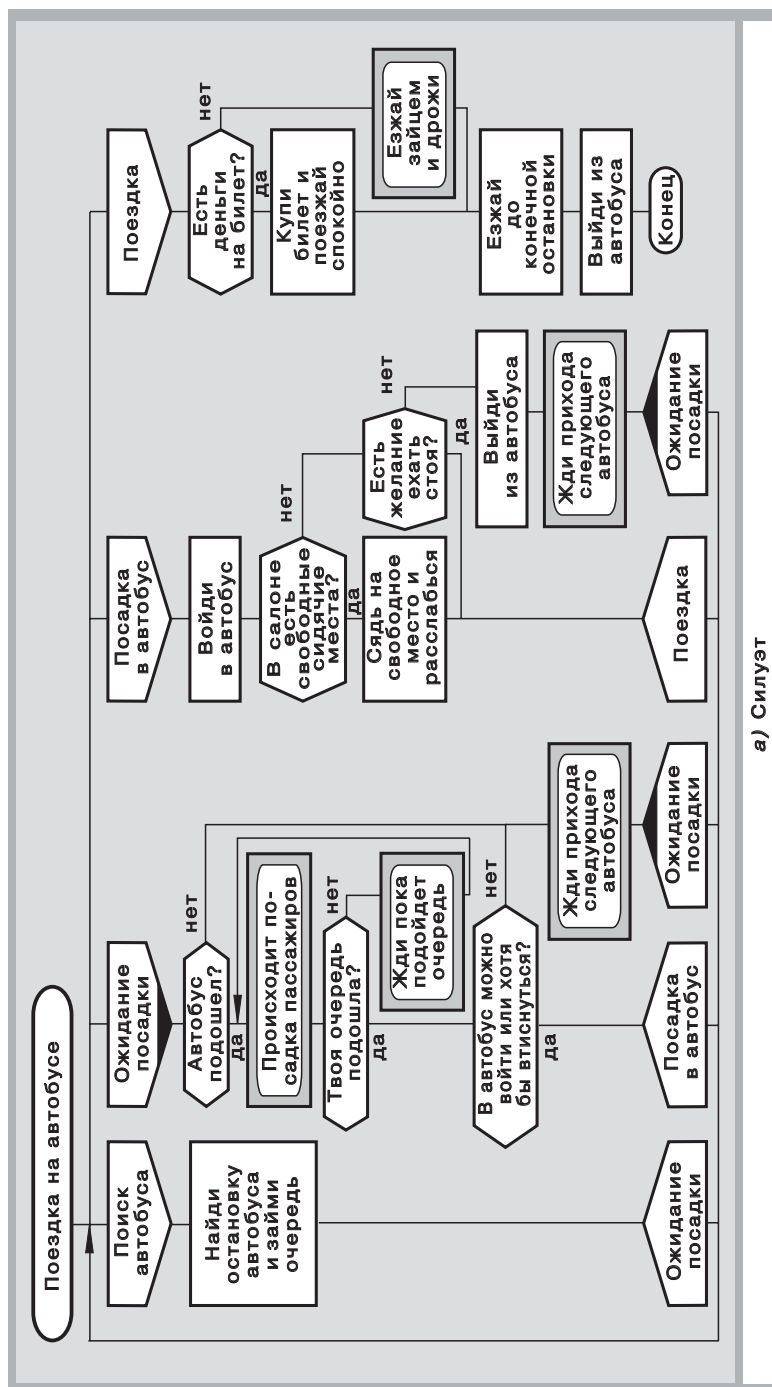 Поездка на автобусе
Поиск
автобуса
Найди
остановку
автобуса
и займи
очередь
Ожидание
посадки
Ожидание
посадки
Автобус
подошел?
нет
да
Происходит по-
садка пассажиров
Твоя очередь
подошла?
нет
да
Жди пока
подойдет
очередь
В автобус можно
войти или хотя
бы втиснуться?
нет
да
Посадка
в автобус
Жди прихода
следующего
автобуса
Ожидание
посадки
Посадка
в автобус
Войди
в автобус
В салоне
есть
свободные
сидячие
места?
нет
да
Сядь на
свободное
место и
расслабься
Поездка
Есть
желание
ехать
стоя?
нет
да
Выйди
из автобуса
Жди прихода
следующего
автобуса
Ожидание
посадки
Поездка
Есть
деньги
на билет?
нет
да
Купи
билет и
поезжай
спокойно
Езжай
зайцем
и дрожи
Езжай
до
конечной
остановки
Выйди из
автобуса
Конец
а) Силуэт